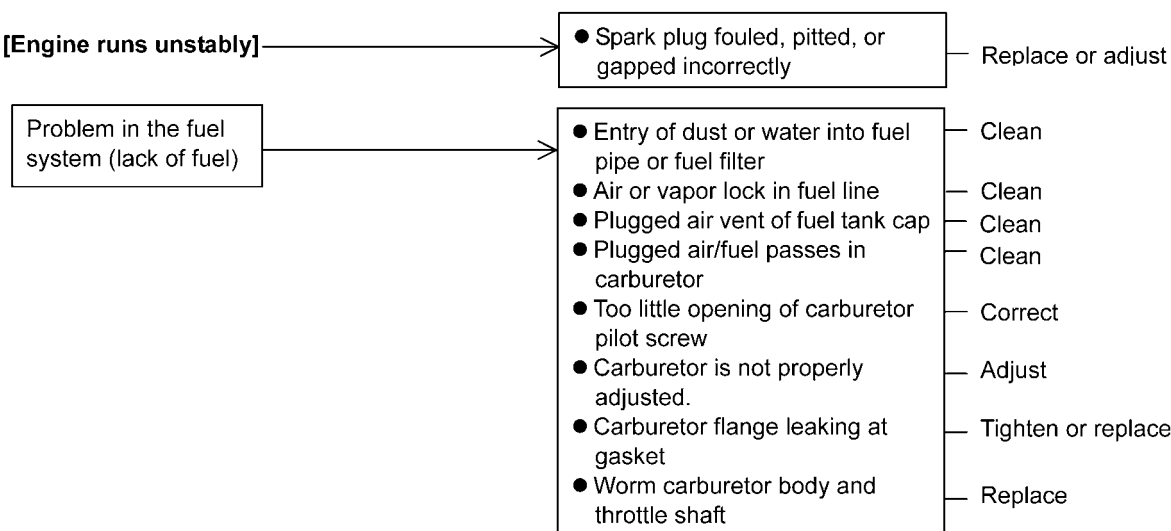 [Engine runs unstably]
● Spark plug fouled, pitted, or
gapped incorrectly
Replace or adjust
Problem in the fuel
system (lack of fuel)
● Entry of dust or water into fuel
pipe or fuel filter
Clean
● Air or vapor lock in fuel line
Clean
● Plugged air vent of fuel tank cap
Clean
● Plugged air/fuel passes in
carburetor
Clean
● Too little opening of carburetor
pilot screw
Correct
● Carburetor is not properly
adjusted.
Adjust
● Carburetor flange leaking at
gasket
Tighten or replace
● Worm carburetor body and
throttle shaft
Replace